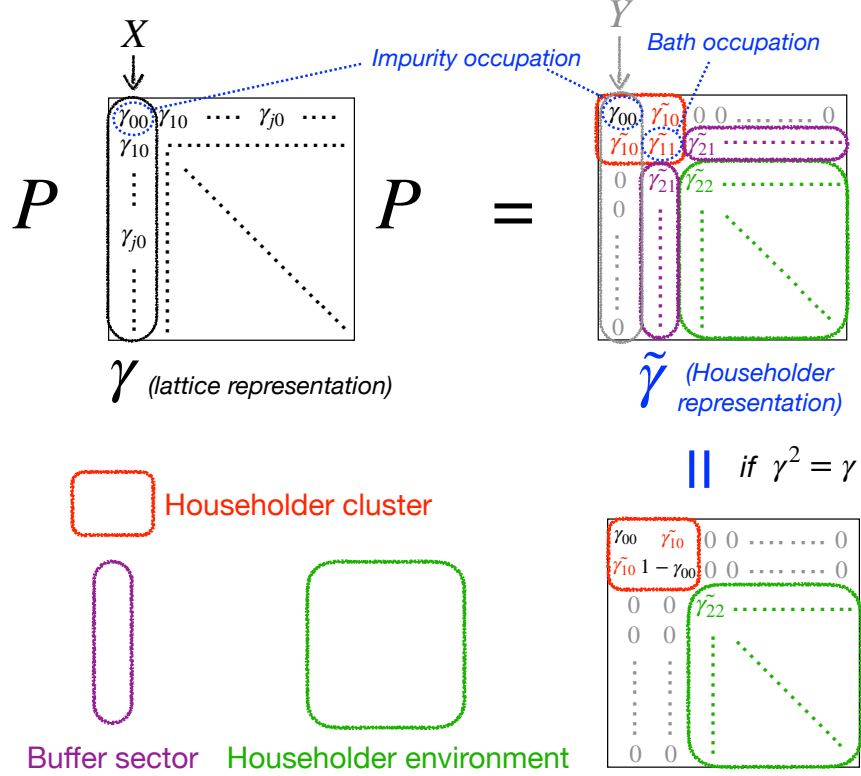 X
Impurity occupation
Y
Bath occupation
γ₀₀ γ₁₀ ···· γⱼ₀ ····
γ₁₀
γⱼ₀
P
P
=
γ₀₀ γ̃₁₀ 0 0 ········ 0
γ̃₁₀ γ̃₁₁ γ̃₂₁
0 γ̃₂₁ γ̃₂₂
0
0
γ (lattice representation)
γ̃ (Householder
representation)
|| if γ² = γ
Householder cluster
γ₀₀ γ̃₁₀ 0 0 ········ 0
γ̃₁₀ 1 − γ₀₀ 0 0 ········ 0
0 0 γ̃₂₂
0 0
0 0
Buffer sector
Householder environment